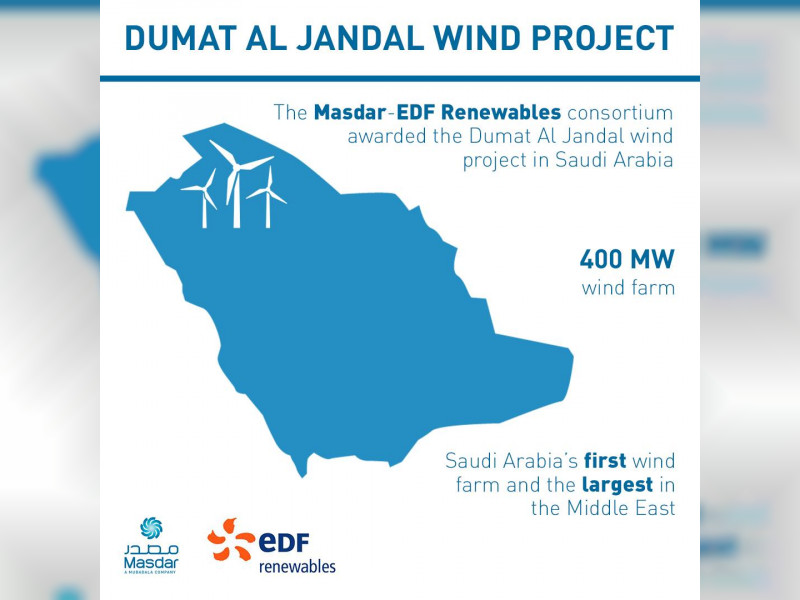 DUMAT AL JANDAL WIND PROJECT
The Masdar-EDF Renewables consortium
awarded the Dumat Al Jandal wind
project in Saudi Arabia
400 MW
wind farm
Saudi Arabia's first wind
farm and the largest in
the Middle East
مصدر
Masdar
A MUBADALA COMPANY
eDF
renewables